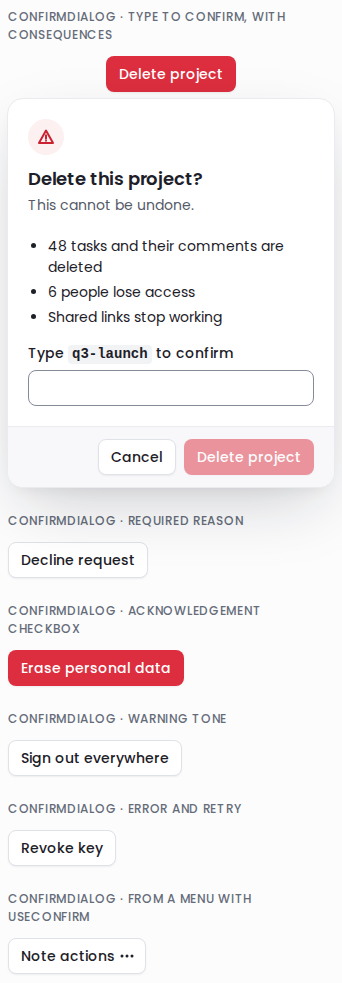 CONFIRMDIALOG · TYPE TO CONFIRM, WITH
CONSEQUENCES
Delete project
Delete this project?
This cannot be undone.
• 48 tasks and their comments are
deleted
• 6 people lose access
• Shared links stop working
Type q3-launch to confirm
Cancel
Delete project
CONFIRMDIALOG · REQUIRED REASON
Decline request
CONFIRMDIALOG · ACKNOWLEDGEMENT
CHECKBOX
Erase personal data
CONFIRMDIALOG · WARNING TONE
Sign out everywhere
CONFIRMDIALOG · ERROR AND RETRY
Revoke key
CONFIRMDIALOG · FROM A MENU WITH
USECONFIRM
Note actions ···